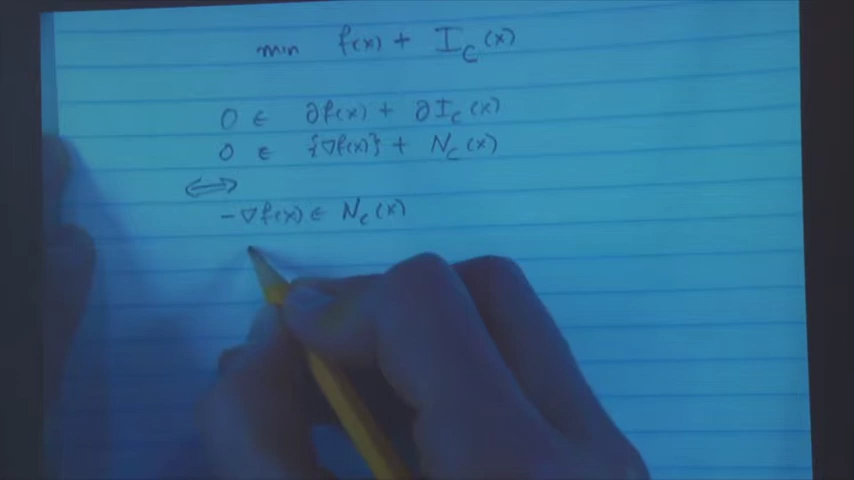 min f(x) + I_C(x)
0 ∈ ∂f(x) + ∂I_C(x)
0 ∈ {∇f(x)} + N_C(x)
⟺
-∇f(x) ∈ N_C(x)